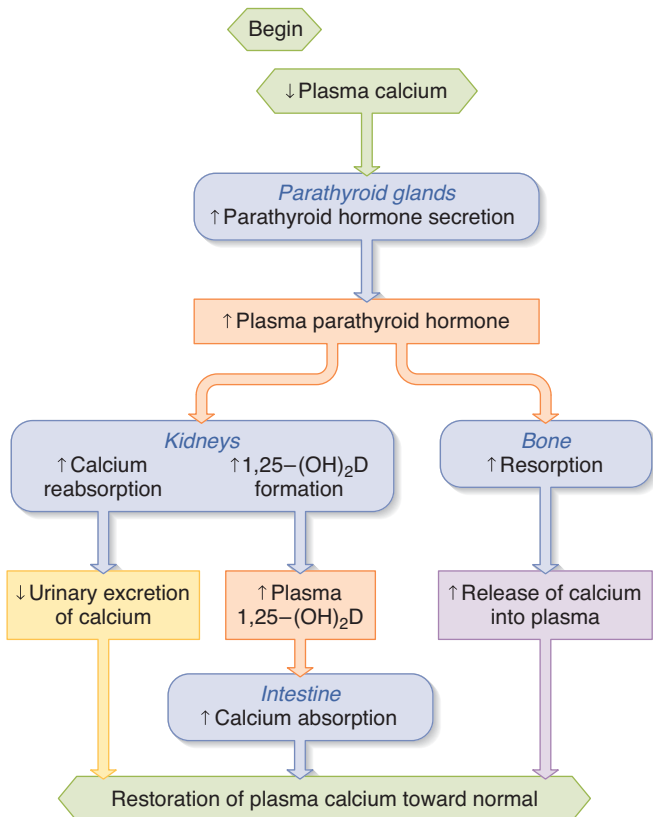 Begin
↓Plasma calcium
Parathyroid glands
↑Parathyroid hormone secretion
↑Plasma parathyroid hormone
Kidneys
↑Calcium
reabsorption
↑1,25–(OH)₂D
formation
Bone
↑Resorption
↓Urinary excretion
of calcium
↑Plasma
1,25–(OH)₂D
↑Release of calcium
into plasma
Intestine
↑Calcium absorption
Restoration of plasma calcium toward normal